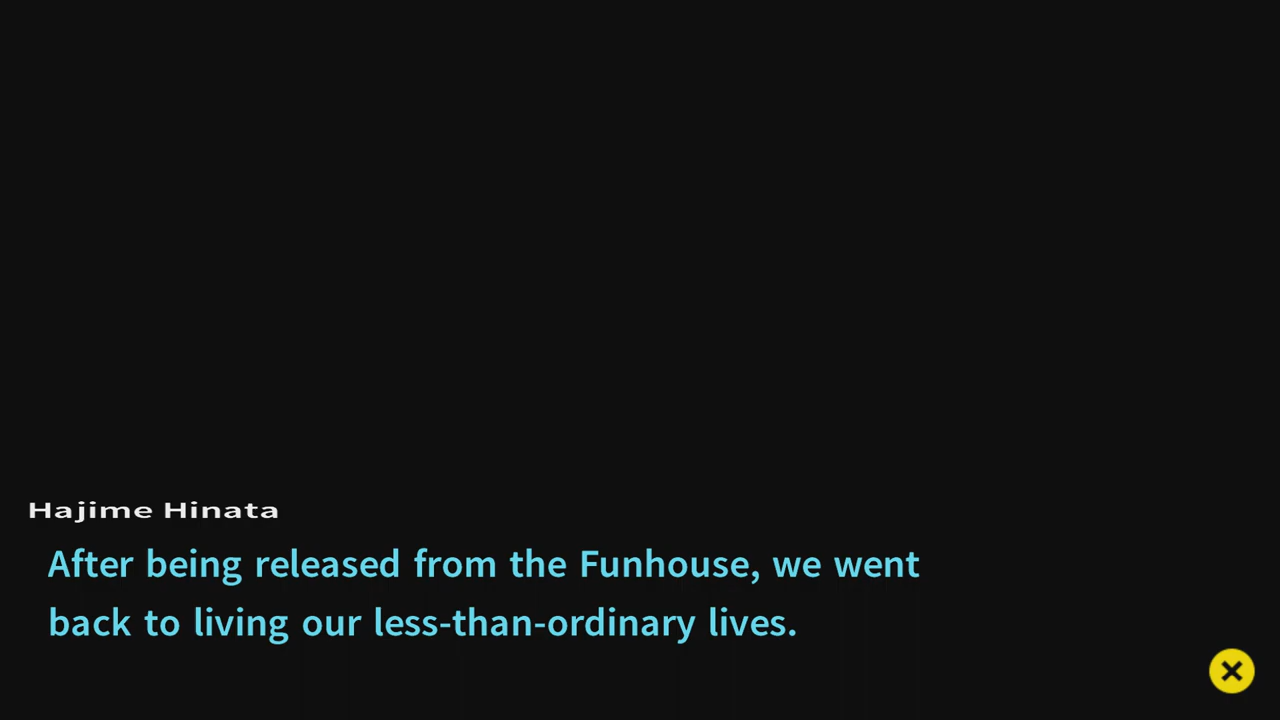 Hajime Hinata
After being released from the Funhouse, we went
back to living our less-than-ordinary lives.